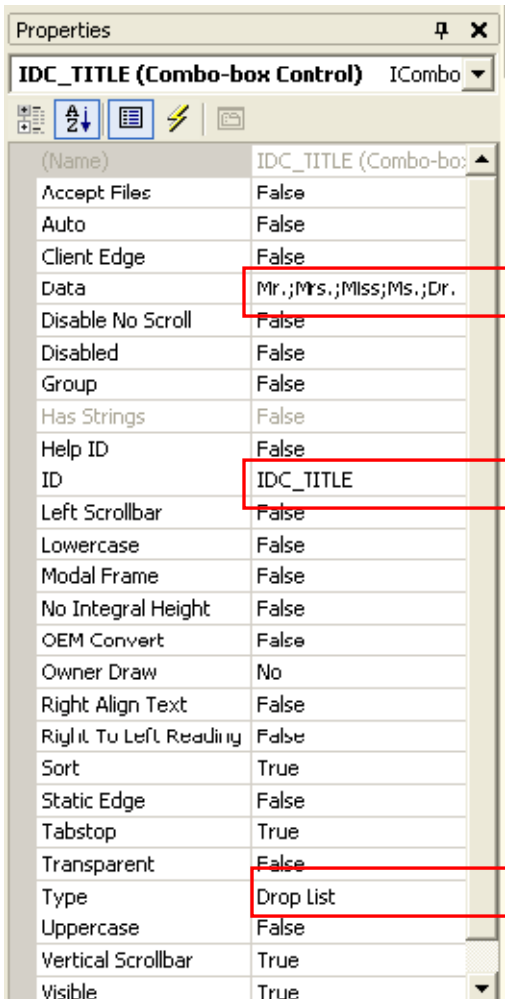 Properties
IDC_TITLE (Combo-box Control) ICombo
(Name) IDC_TITLE (Combo-box
Accept Files False
Auto False
Client Edge False
Data Mr.;Mrs.;Miss;Ms.;Dr.
Disable No Scroll False
Disabled False
Group False
Has Strings False
Help ID False
ID IDC_TITLE
Left Scrollbar False
Lowercase False
Modal Frame False
No Integral Height False
OEM Convert False
Owner Draw No
Right Align Text False
Right To Left Reading False
Sort True
Static Edge False
Tabstop True
Transparent False
Type Drop List
Uppercase False
Vertical Scrollbar True
Visible True